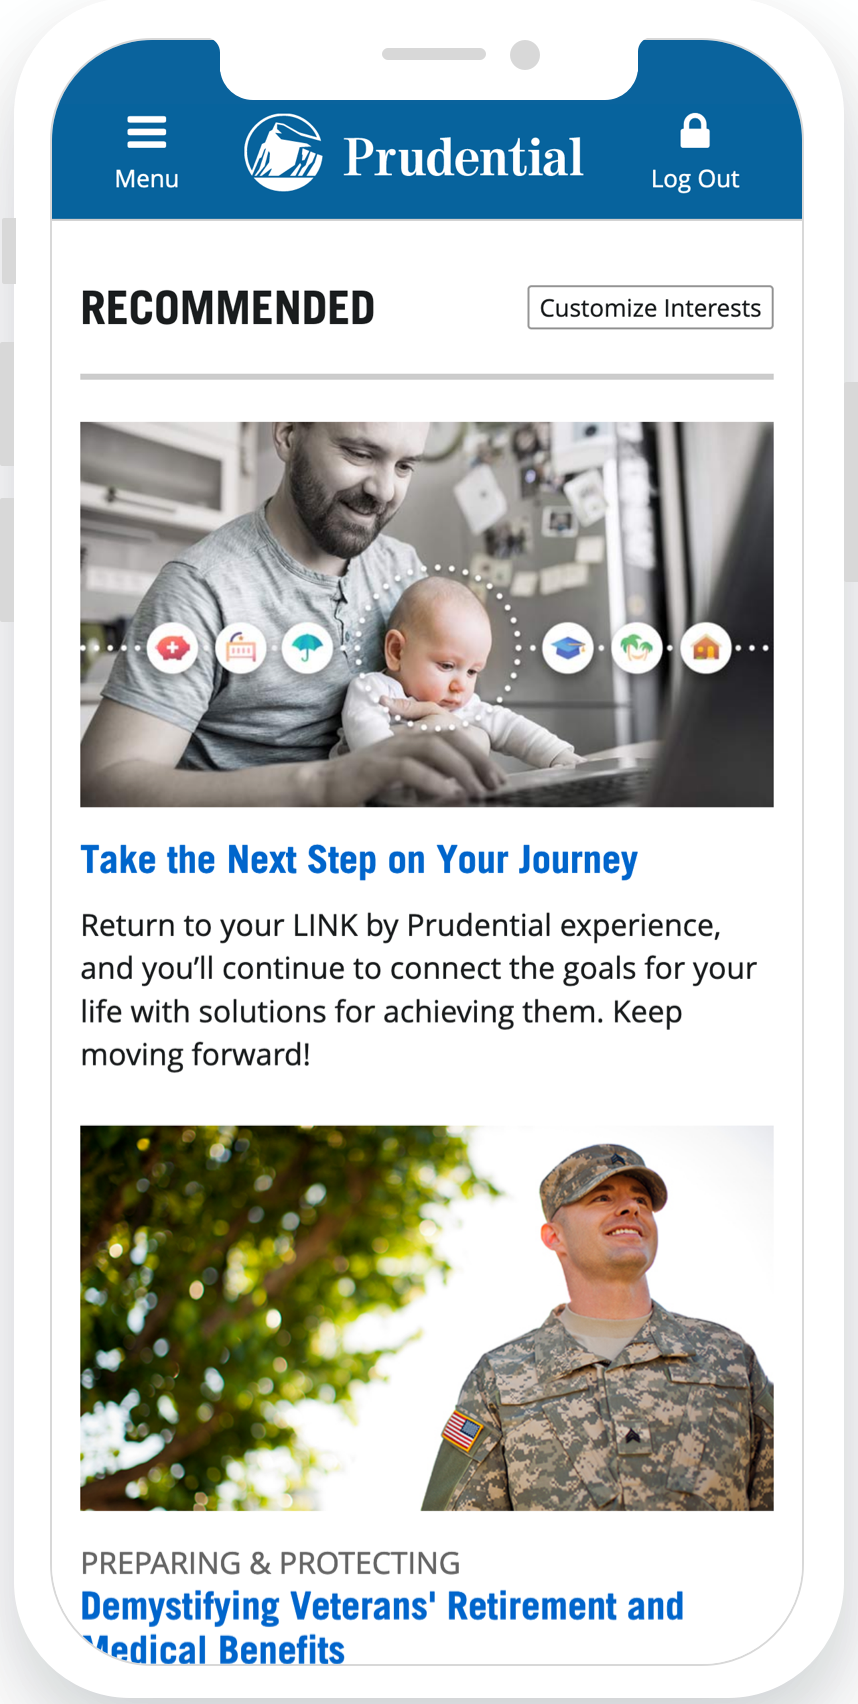 Menu
Prudential
Log Out
RECOMMENDED
Customize Interests
Take the Next Step on Your Journey
Return to your LINK by Prudential experience,
and you’ll continue to connect the goals for your
life with solutions for achieving them. Keep
moving forward!
PREPARING & PROTECTING
Demystifying Veterans' Retirement and
Medical Benefits